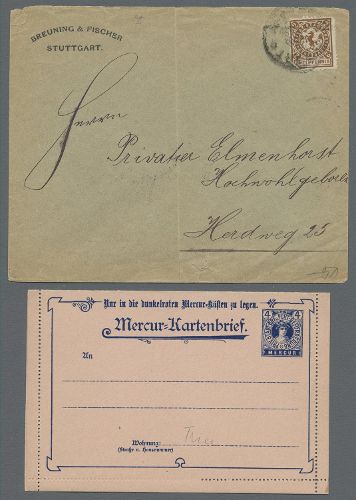 BREUNING & FISCHER
STUTTGART.
Herrn
Privatier Elmenhorst
Hochwohlgeboren
Herdweg 25
Nur in die dunkelroten Mercur-Kästen zu legen.
Mercur-Kartenbrief.
4 4
MERCUR
An
Wohnung:
(Straße u. Hausnummer)